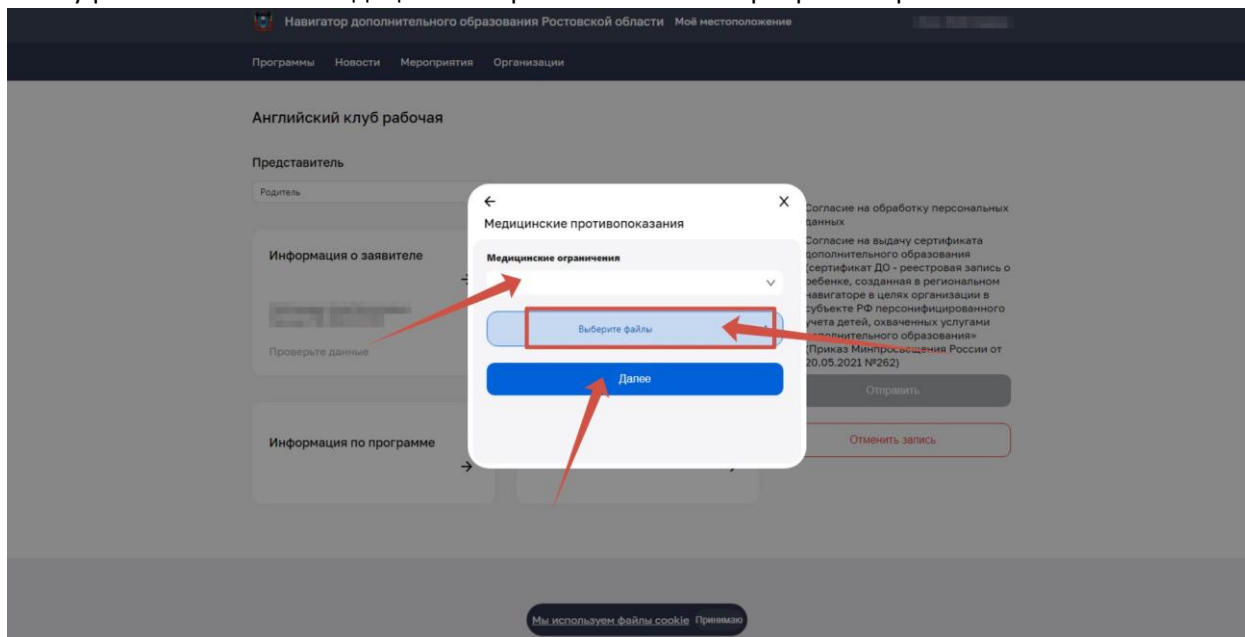 Навигатор дополнительного образования Ростовской области Моё местоположение
Программы Новости Мероприятия Организации
Английский клуб рабочая
Представитель
Родитель
Информация о заявителе
Проверьте данные
Информация по программе
Медицинские противопоказания
Медицинские ограничения
Выберите файлы
Далее
Согласие на обработку персональных
данных
Согласие на выдачу сертификата
дополнительного образования
(сертификат ДО - реестровая запись о
ребенке, созданная в региональном
навигаторе в целях организации в
субъекте РФ персонифицированного
учета детей, охваченных услугами
дополнительного образования»
(Приказ Минпросвещения России от
20.05.2021 №262)
Отправить
Отменить запись
Мы используем файлы cookie Принимаю